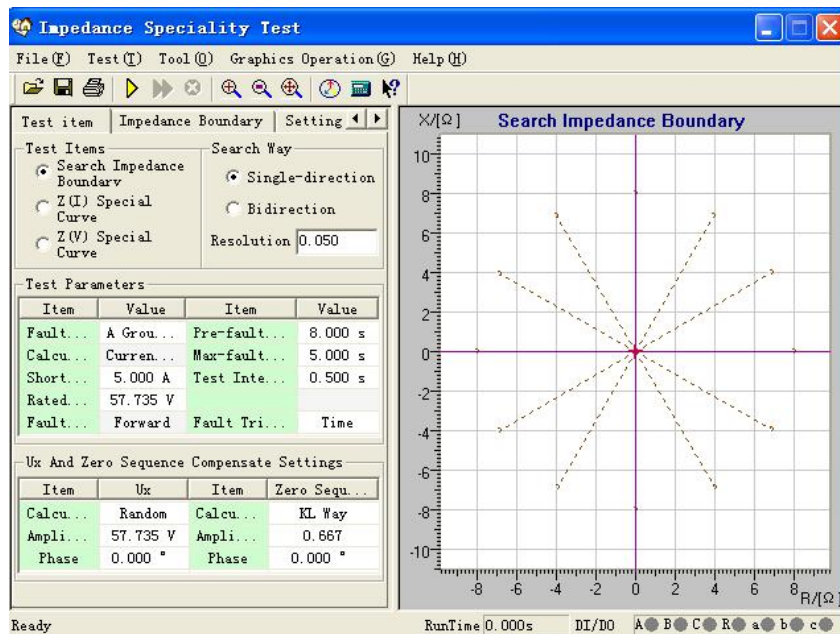 Impedance Speciality Test
File(F) Test(T) Tool(O) Graphics Operation(G) Help(H)
Test item Impedance Boundary Setting
Test Items
Search Impedance
Boundary
Z(I) Special
Curve
Z(V) Special
Curve
Search Way
Single-direction
Bidirection
Resolution 0.050
Test Parameters
Item Value Item Value
Fault... A Grou... Pre-fault... 8.000 s
Calcu... Curren... Max-fault... 5.000 s
Short... 5.000 A Test Inte... 0.500 s
Rated... 57.735 V
Fault... Forward Fault Tri... Time
Ux And Zero Sequence Compensate Settings
Item Ux Item Zero Sequ...
Calcu... Random Calcu... KL Way
Ampli... 57.735 V Ampli... 0.667
Phase 0.000 ° Phase 0.000 °
X/[Ω] Search Impedance Boundary
10
8
6
4
2
0
-2
-4
-6
-8
-10
-8 -6 -4 -2 0 2 4 6 8 R/[Ω]
Ready RunTime 0.000s DI/DO A B C R a b c